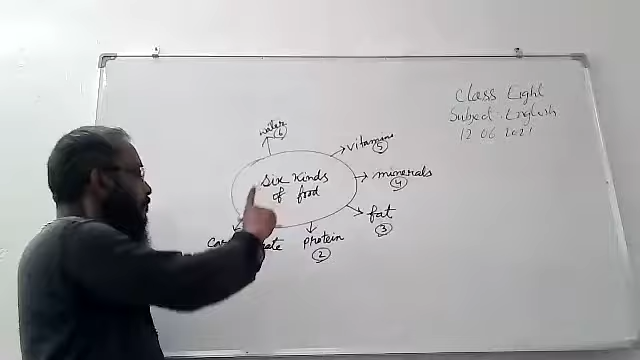 Class Eight
Subject: English
12 06 2021
water
6
vitamins
5
Six Kinds
of food
minerals
4
fat
3
protein
2